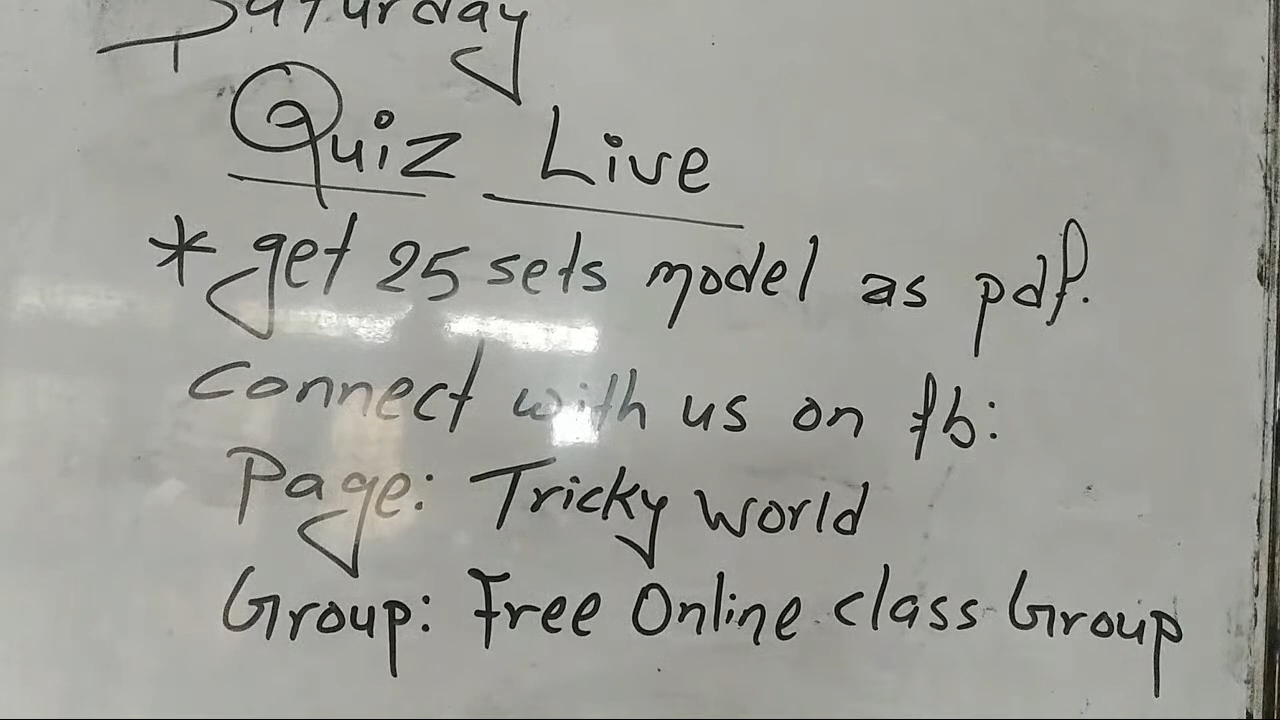 Saturday
Quiz Live
* get 25 sets model as pdf.
connect with us on fb:
Page: Tricky world
Group: Free Online class Group